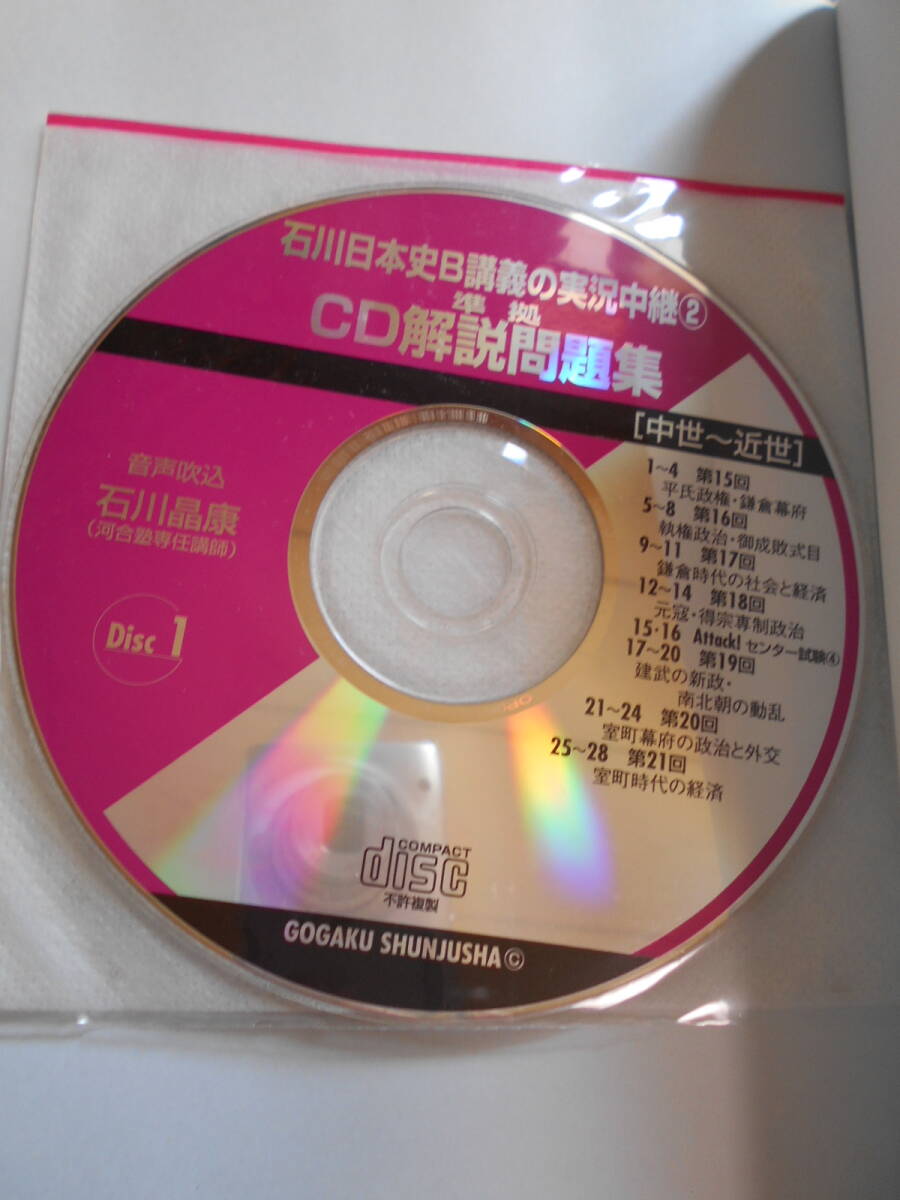 石川日本史B講義の実況中継②
準拠
CD解説問題集
[中世～近世]
音声吹込
石川晶康
(河合塾専任講師)
Disc 1
1～4 第15回
平氏政権・鎌倉幕府
5～8 第16回
執権政治・御成敗式目
9～11 第17回
鎌倉時代の社会と経済
12～14 第18回
元寇・得宗専制政治
15・16 Attack! センター試験④
17～20 第19回
建武の新政・
南北朝の動乱
21～24 第20回
室町幕府の政治と外交
25～28 第21回
室町時代の経済
COMPACT
disc
不許複製
GOGAKU SHUNJUSHA©